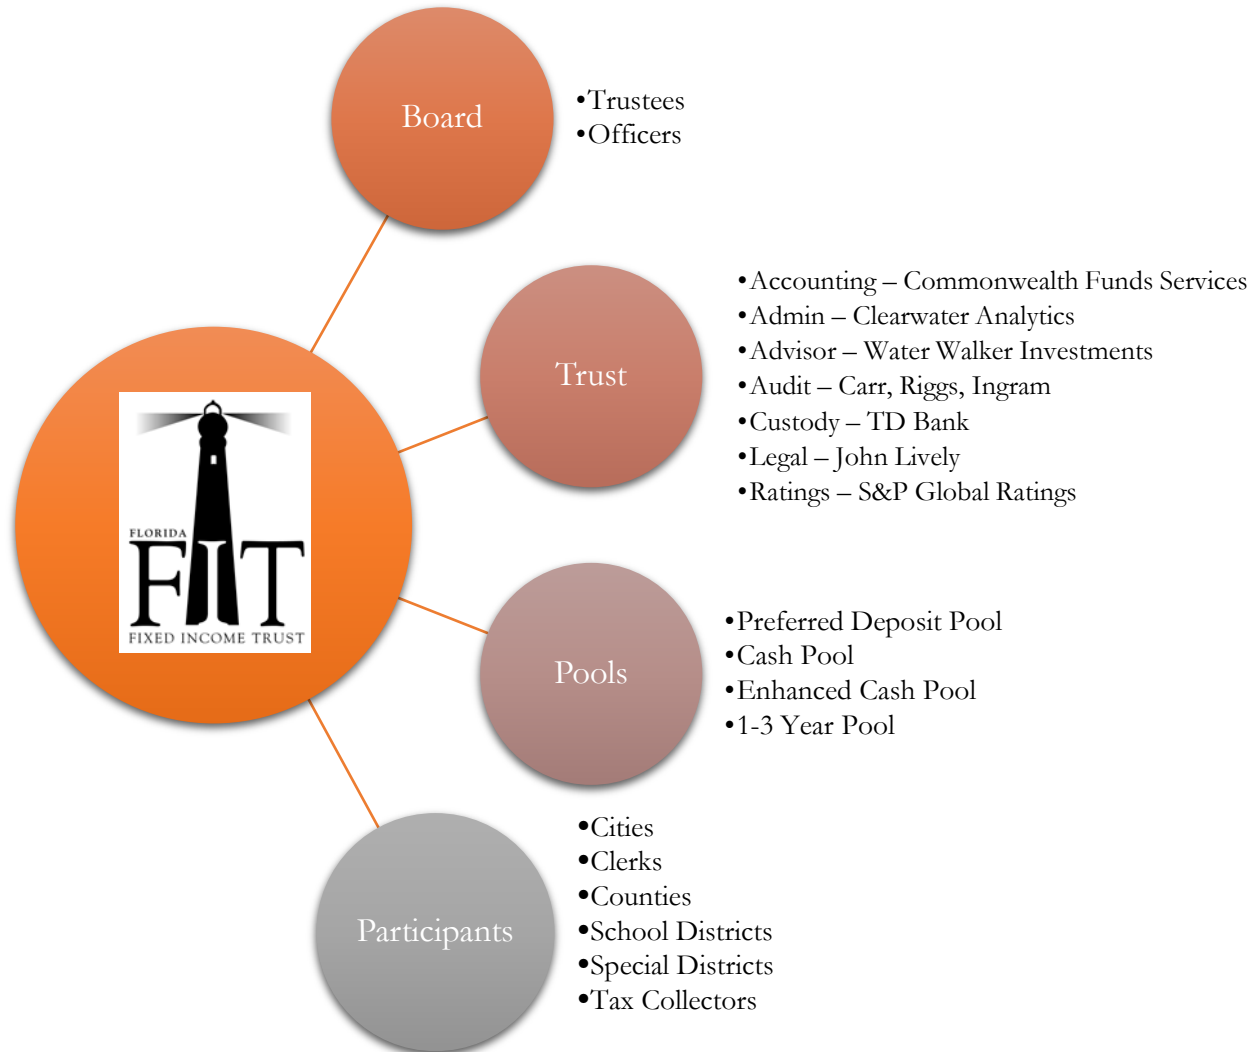 Board
•Trustees
•Officers
Trust
•Accounting – Commonwealth Funds Services
•Admin – Clearwater Analytics
•Advisor – Water Walker Investments
•Audit – Carr, Riggs, Ingram
•Custody – TD Bank
•Legal – John Lively
•Ratings – S&P Global Ratings
FLORIDA
FIT
FIXED INCOME TRUST
Pools
•Preferred Deposit Pool
•Cash Pool
•Enhanced Cash Pool
•1-3 Year Pool
Participants
•Cities
•Clerks
•Counties
•School Districts
•Special Districts
•Tax Collectors